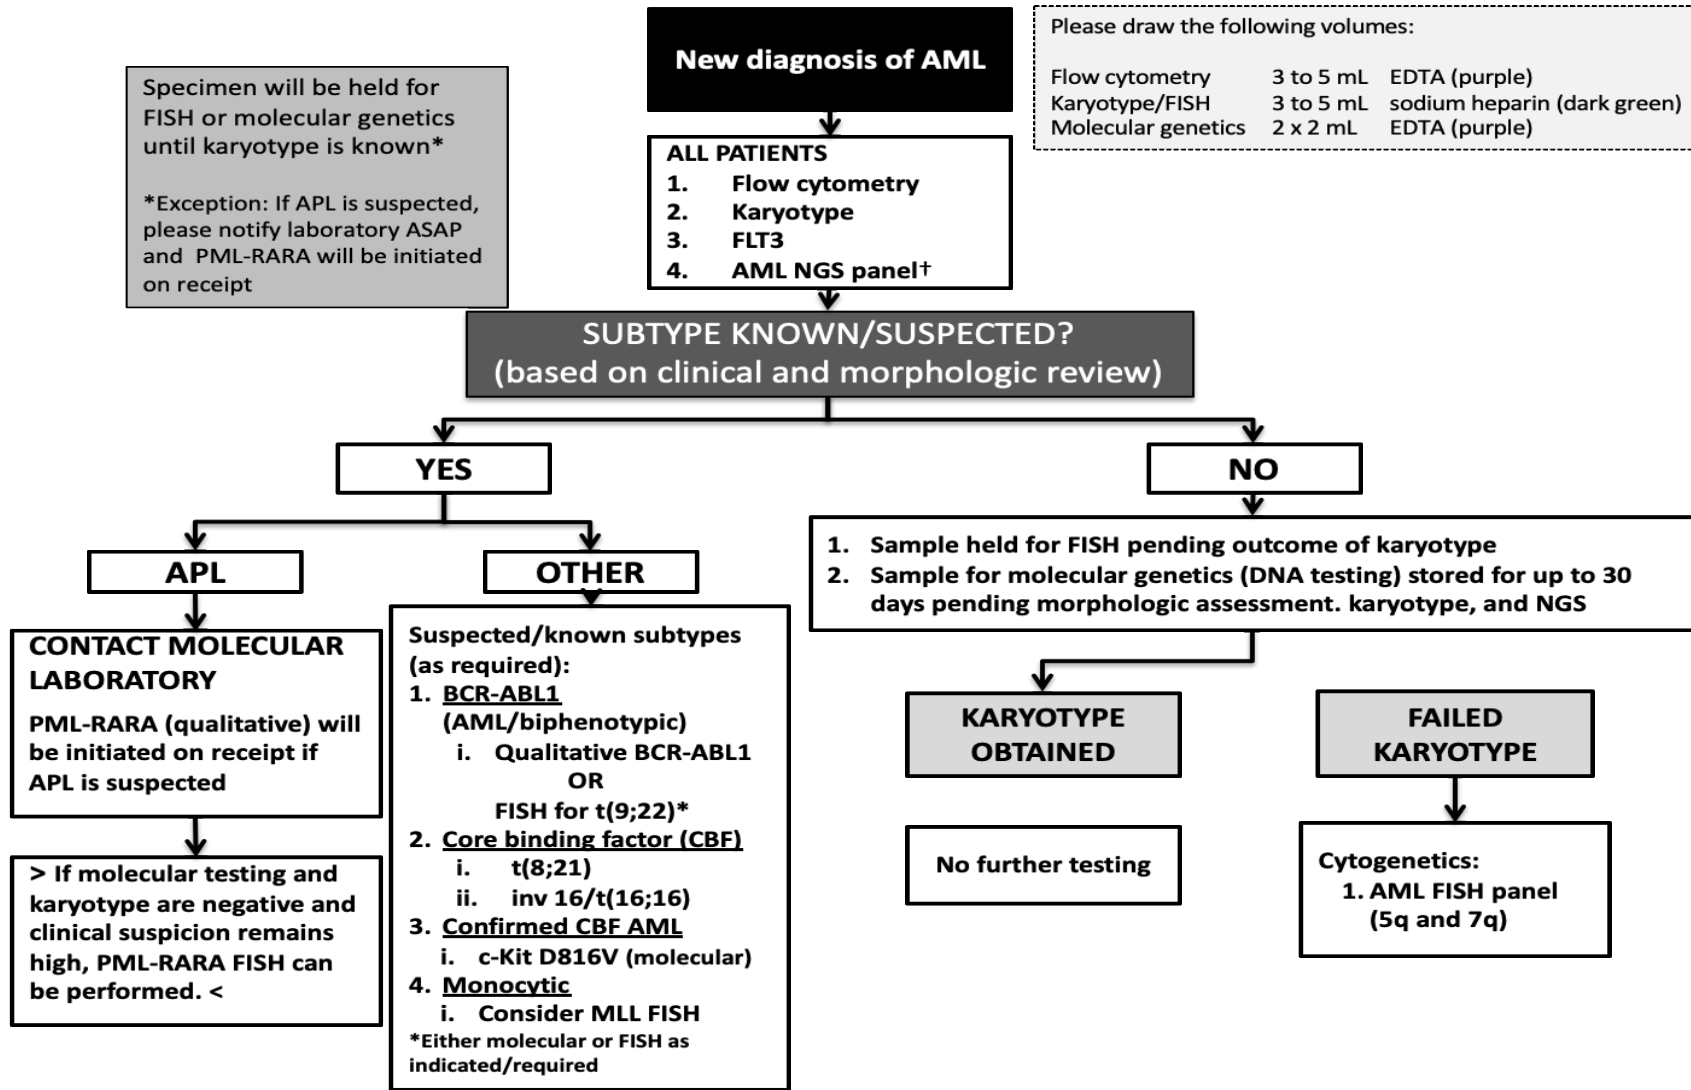 New diagnosis of AML
Please draw the following volumes:
Flow cytometry 3 to 5 mL EDTA (purple)
Karyotype/FISH 3 to 5 mL sodium heparin (dark green)
Molecular genetics 2 x 2 mL EDTA (purple)
Specimen will be held for
FISH or molecular genetics
until karyotype is known*
*Exception: If APL is suspected,
please notify laboratory ASAP
and PML-RARA will be initiated
on receipt
ALL PATIENTS
1. Flow cytometry
2. Karyotype
3. FLT3
4. AML NGS panel†
SUBTYPE KNOWN/SUSPECTED?
(based on clinical and morphologic review)
YES
NO
APL
OTHER
CONTACT MOLECULAR
LABORATORY
PML-RARA (qualitative) will
be initiated on receipt if
APL is suspected
> If molecular testing and
karyotype are negative and
clinical suspicion remains
high, PML-RARA FISH can
be performed. <
Suspected/known subtypes
(as required):
1. BCR-ABL1
(AML/biphenotypic)
i. Qualitative BCR-ABL1
OR
FISH for t(9;22)*
2. Core binding factor (CBF)
i. t(8;21)
ii. inv 16/t(16;16)
3. Confirmed CBF AML
i. c-Kit D816V (molecular)
4. Monocytic
i. Consider MLL FISH
*Either molecular or FISH as
indicated/required
1. Sample held for FISH pending outcome of karyotype
2. Sample for molecular genetics (DNA testing) stored for up to 30
days pending morphologic assessment. karyotype, and NGS
KARYOTYPE
OBTAINED
No further testing
FAILED
KARYOTYPE
Cytogenetics:
1. AML FISH panel
(5q and 7q)